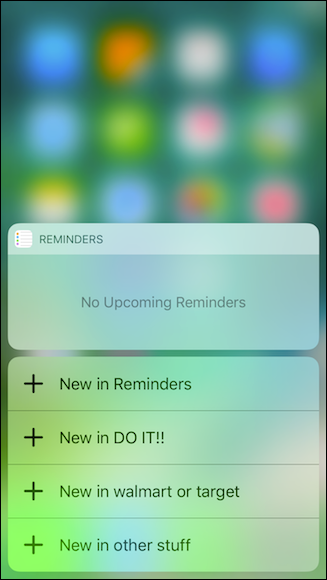 REMINDERS
No Upcoming Reminders
New in Reminders
New in DO IT!!
New in walmart or target
New in other stuff